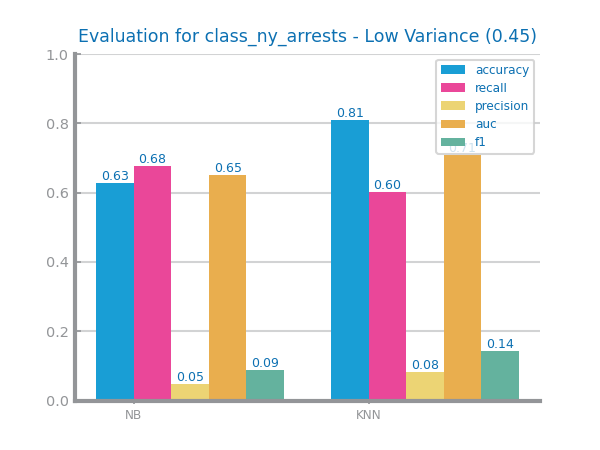 Evaluation for class_ny_arrests - Low Variance (0.45)
1.0
0.8
0.6
0.4
0.2
0.0
accuracy
recall
precision
auc
f1
0.63
0.68
0.05
0.65
0.09
0.81
0.60
0.08
0.71
0.14
NB
KNN